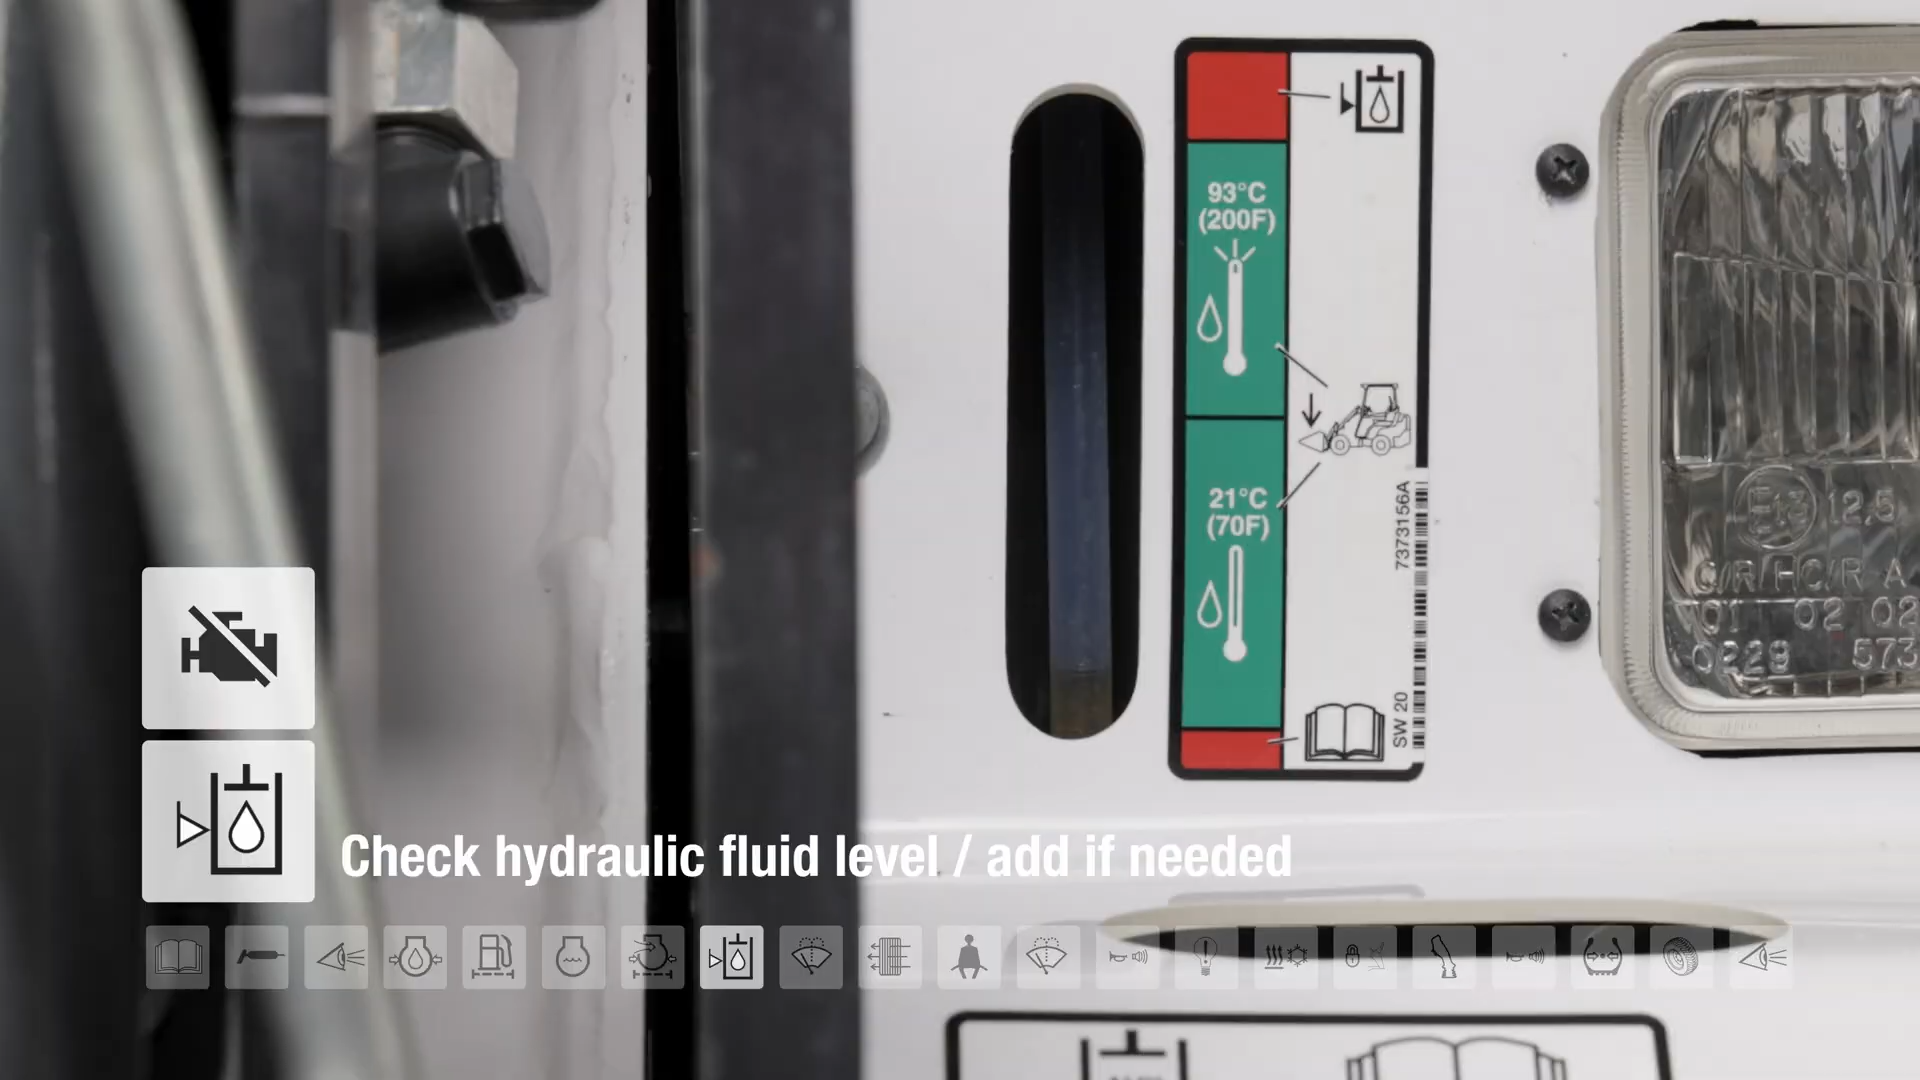 93°C
(200F)
21°C
(70F)
7373156A
SW 20
12,5
C/R/HC/R A
01 02 02
0229 573
Check hydraulic fluid level / add if needed